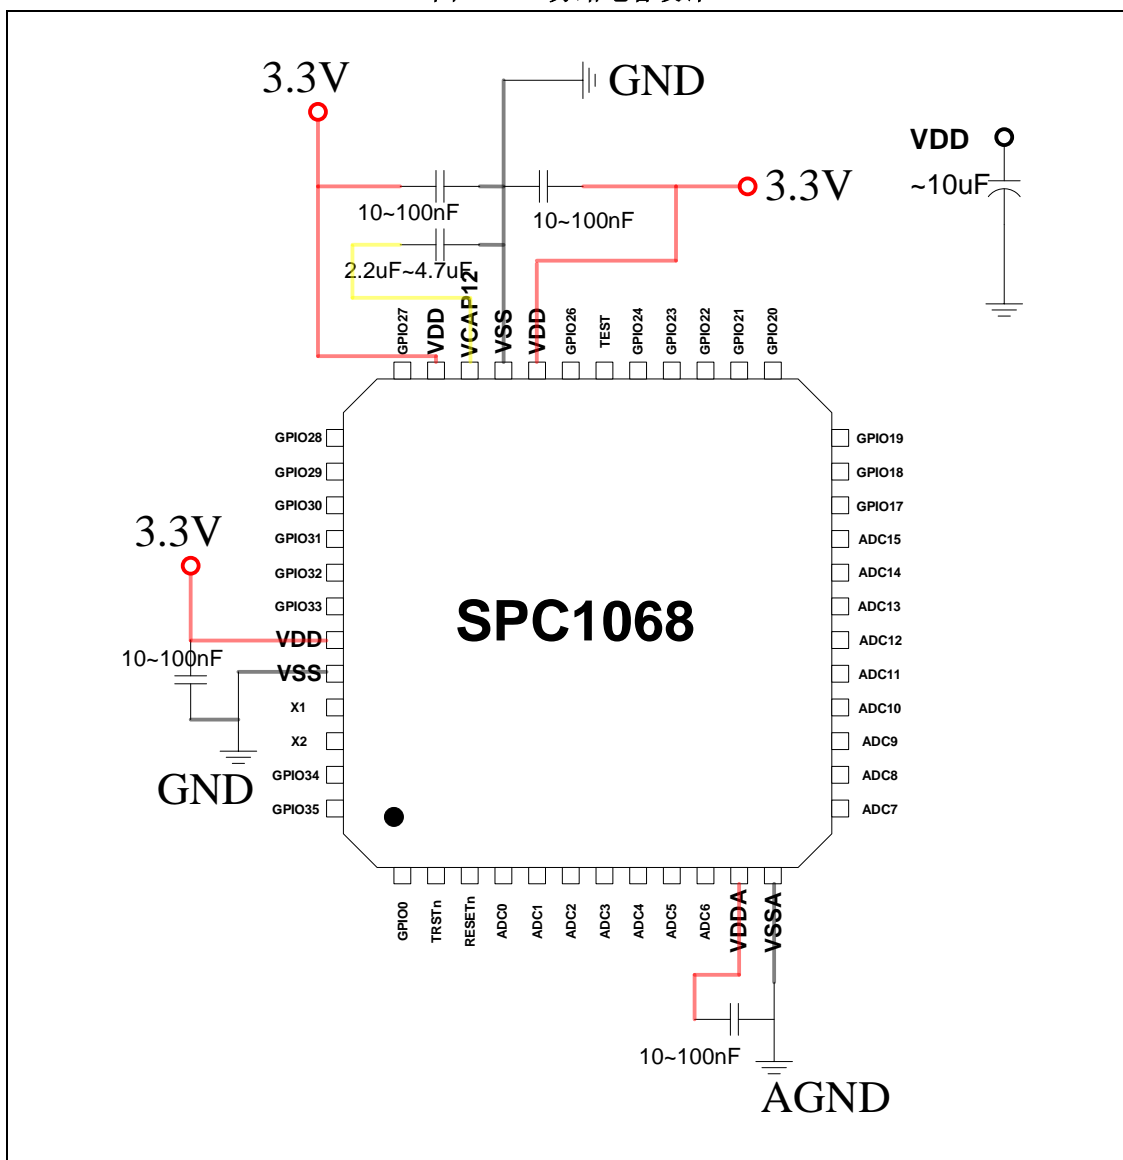 3.3V
GND
VDD
~10uF
3.3V
10~100nF
10~100nF
2.2uF~4.7uF
GPIO27
VDD
VCAP12
VSS
VDD
GPIO26
TEST
GPIO24
GPIO23
GPIO22
GPIO21
GPIO20
GPIO28
GPIO29
GPIO30
GPIO31
GPIO32
GPIO33
VDD
VSS
X1
X2
GPIO34
GPIO35
3.3V
10~100nF
GND
SPC1068
GPIO19
GPIO18
GPIO17
ADC15
ADC14
ADC13
ADC12
ADC11
ADC10
ADC9
ADC8
ADC7
GPIO0
TRSTn
RESETn
ADC0
ADC1
ADC2
ADC3
ADC4
ADC5
ADC6
VDDA
VSSA
10~100nF
AGND